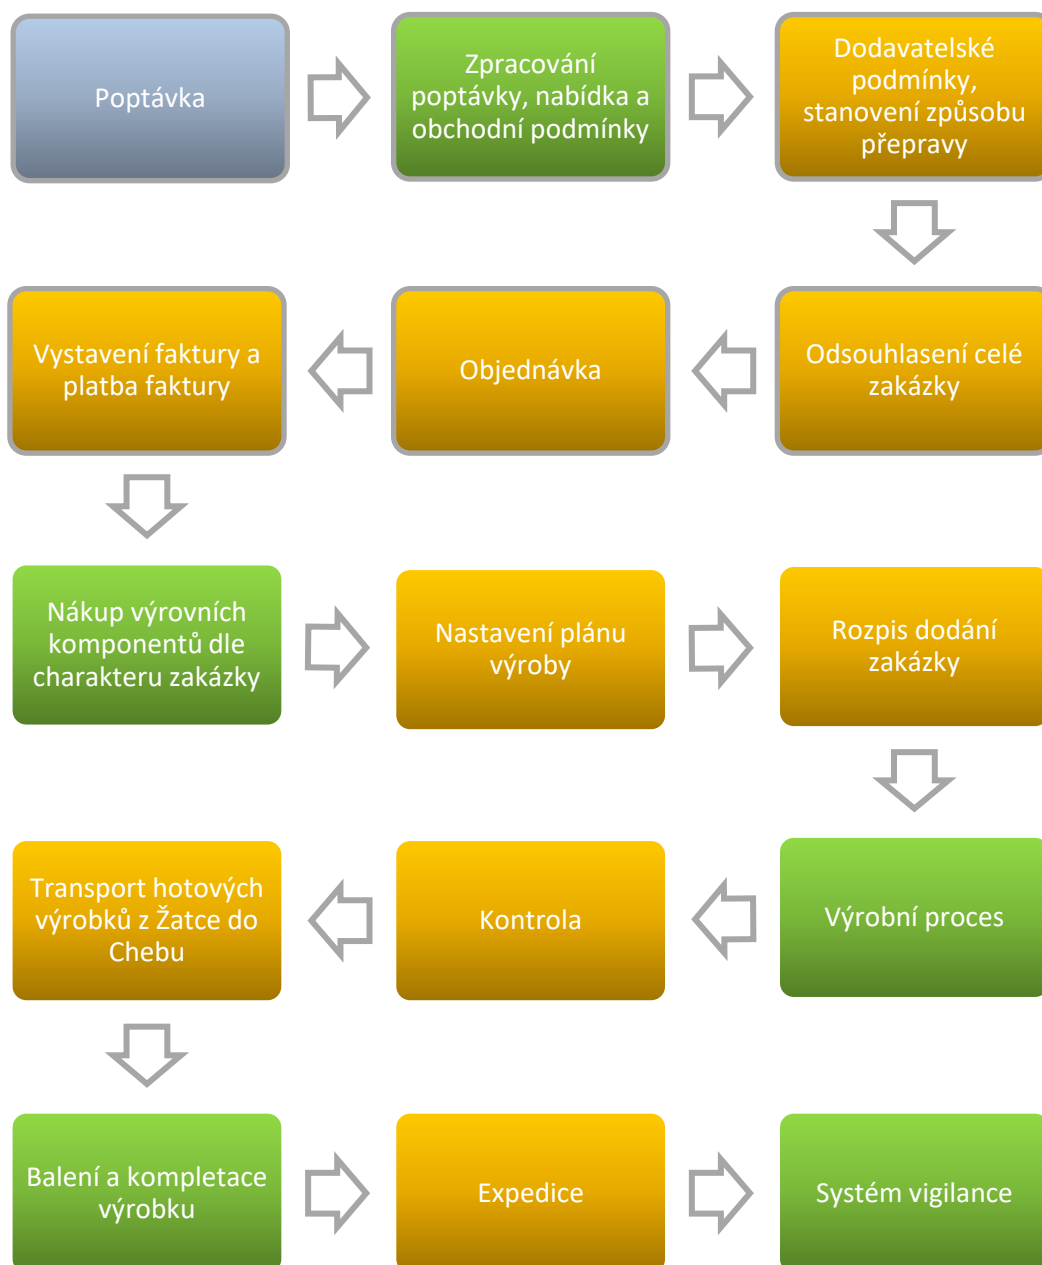 Poptávka
Zpracování
poptávky, nabídka a
obchodní podmínky
Dodavatelské
podmínky,
stanovení způsobu
přepravy
Odsouhlasení celé
zakázky
Objednávka
Vystavení faktury a
platba faktury
Nákup výrovních
komponentů dle
charakteru zakázky
Nastavení plánu
výroby
Rozpis dodání
zakázky
Výrobní proces
Kontrola
Transport hotových
výrobků z Žatce do
Chebu
Balení a kompletace
výrobku
Expedice
Systém vigilance